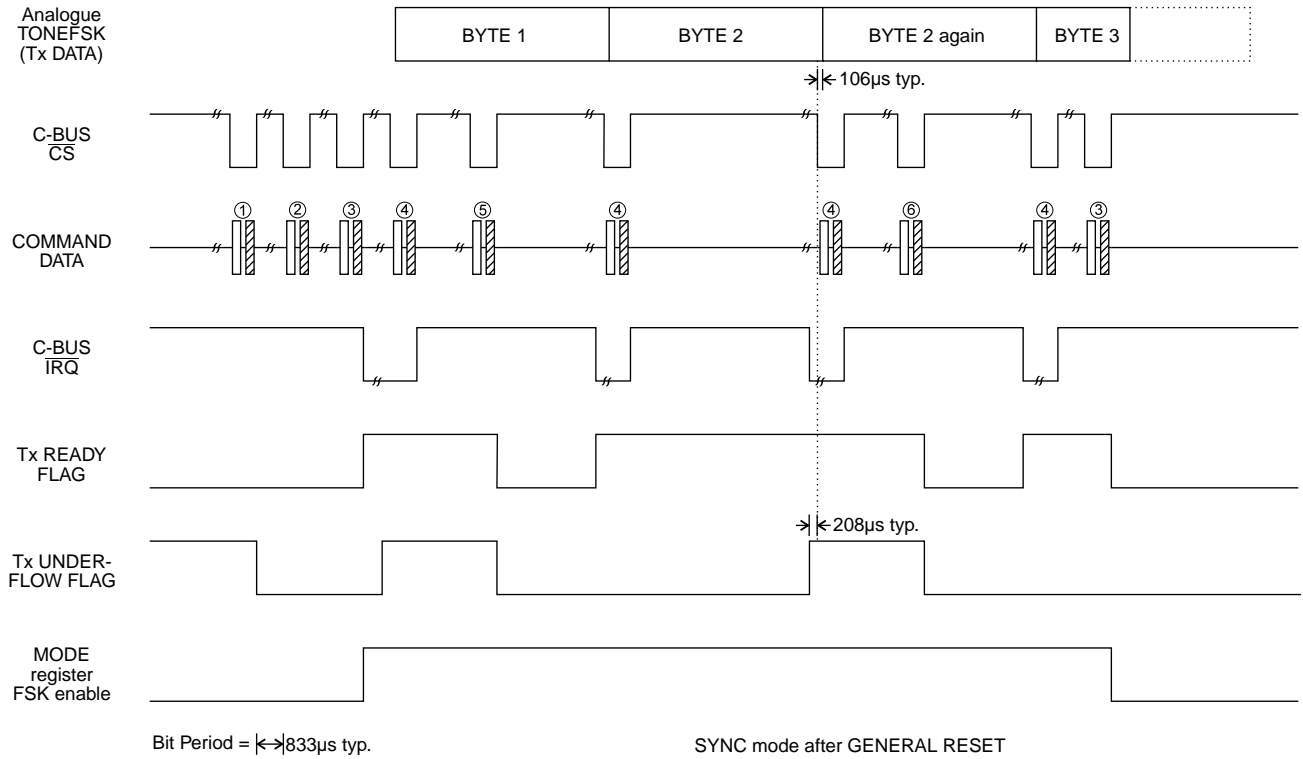 Analogue
TONEFSK
(Tx DATA)
BYTE 1
BYTE 2
BYTE 2 again
BYTE 3
106µs typ.
C-BUS
CS
① ② ③ ④ ⑤ ④ ④ ⑥ ④ ③
COMMAND
DATA
C-BUS
IRQ
Tx READY
FLAG
208µs typ.
Tx UNDER-
FLOW FLAG
MODE
register
FSK enable
Bit Period = 833µs typ.
SYNC mode after GENERAL RESET